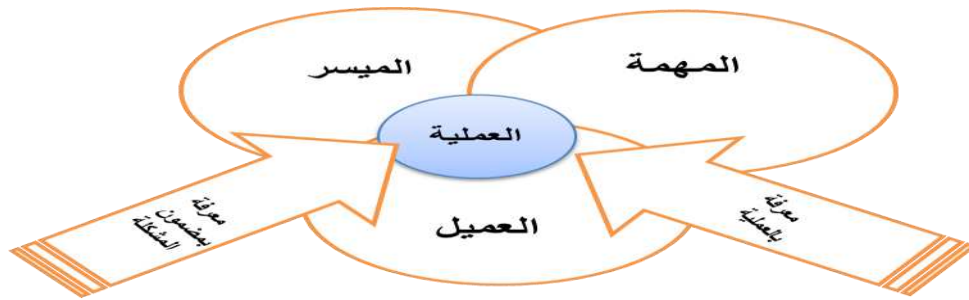 المهمة
الميسر
العملية
العميل
معرفة
بالعملية
معرفة
بمضمون
المشكلة